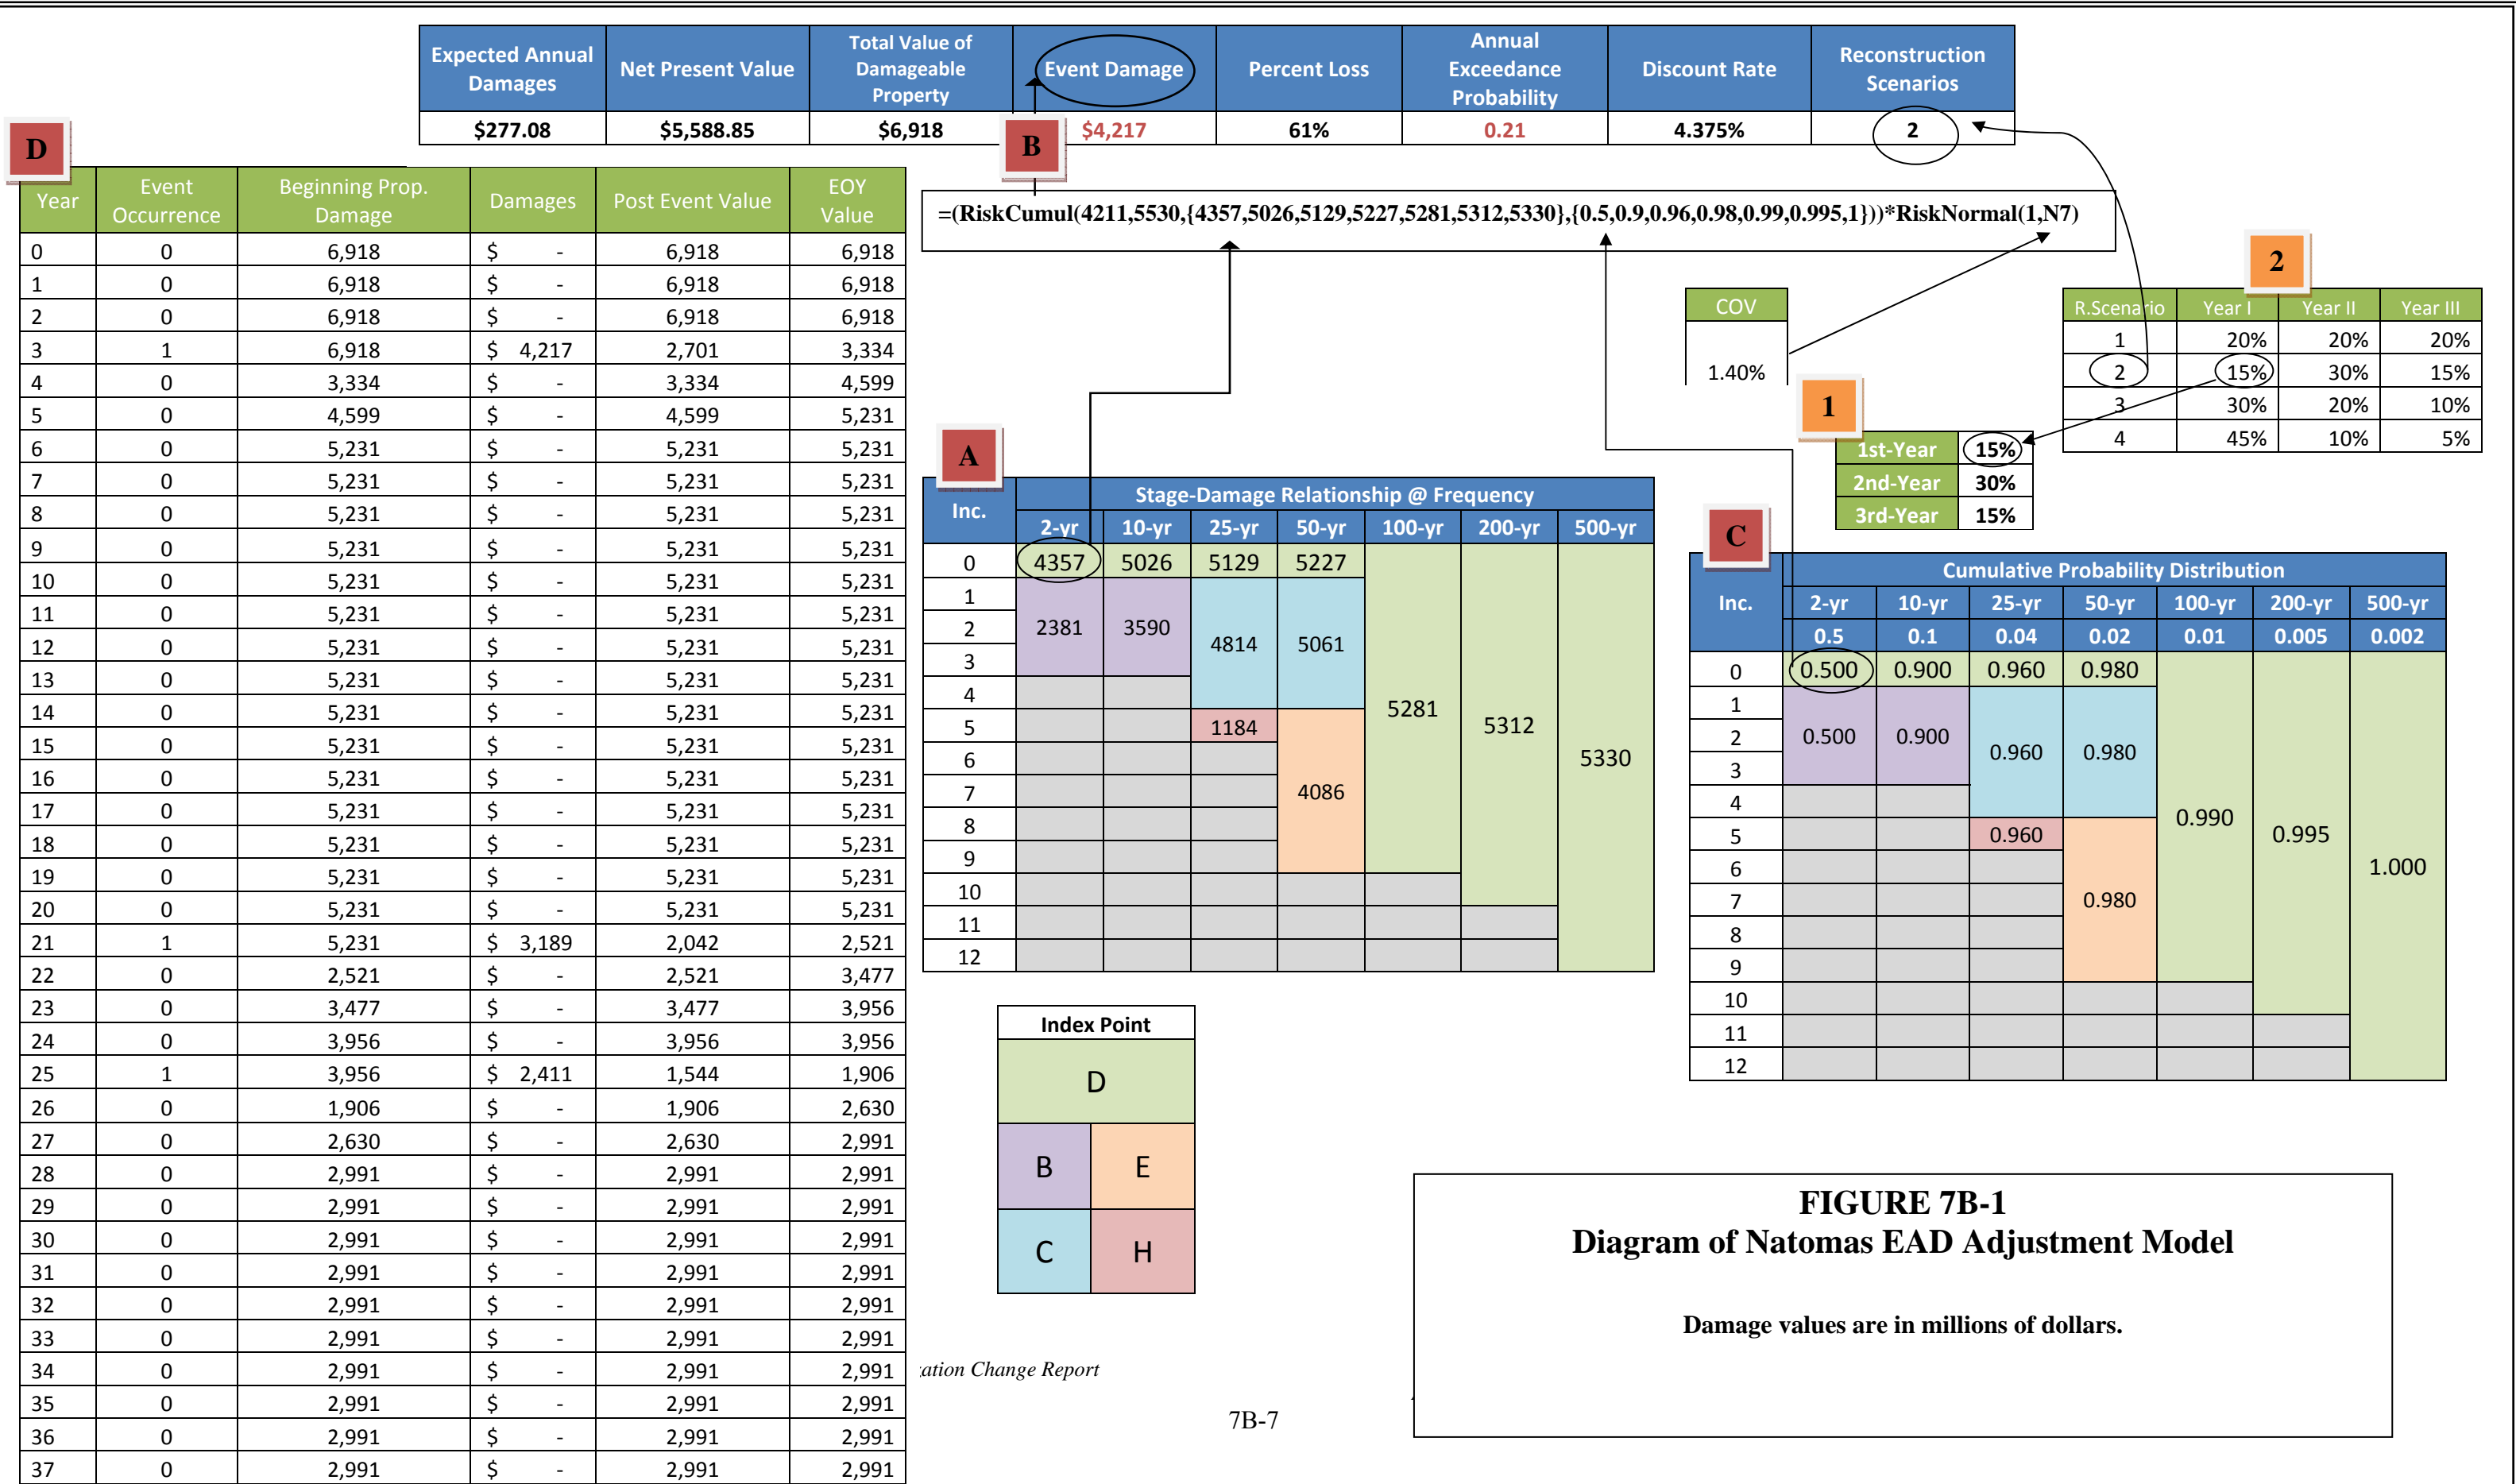 Expected Annual Damages | Net Present Value | Total Value of Damageable Property | Event Damage | Percent Loss | Annual Exceedance Probability | Discount Rate | Reconstruction Scenarios
$277.08 | $5,588.85 | $6,918 | $4,217 | 61% | 0.21 | 4.375% | 2
B
D
Year | Event Occurrence | Beginning Prop. Damage | Damages | Post Event Value | EOY Value
0 | 0 | 6,918 | $ - | 6,918 | 6,918
1 | 0 | 6,918 | $ - | 6,918 | 6,918
2 | 0 | 6,918 | $ - | 6,918 | 6,918
3 | 1 | 6,918 | $ 4,217 | 2,701 | 3,334
4 | 0 | 3,334 | $ - | 3,334 | 4,599
5 | 0 | 4,599 | $ - | 4,599 | 5,231
6 | 0 | 5,231 | $ - | 5,231 | 5,231
7 | 0 | 5,231 | $ - | 5,231 | 5,231
8 | 0 | 5,231 | $ - | 5,231 | 5,231
9 | 0 | 5,231 | $ - | 5,231 | 5,231
10 | 0 | 5,231 | $ - | 5,231 | 5,231
11 | 0 | 5,231 | $ - | 5,231 | 5,231
12 | 0 | 5,231 | $ - | 5,231 | 5,231
13 | 0 | 5,231 | $ - | 5,231 | 5,231
14 | 0 | 5,231 | $ - | 5,231 | 5,231
15 | 0 | 5,231 | $ - | 5,231 | 5,231
16 | 0 | 5,231 | $ - | 5,231 | 5,231
17 | 0 | 5,231 | $ - | 5,231 | 5,231
18 | 0 | 5,231 | $ - | 5,231 | 5,231
19 | 0 | 5,231 | $ - | 5,231 | 5,231
20 | 0 | 5,231 | $ - | 5,231 | 5,231
21 | 1 | 5,231 | $ 3,189 | 2,042 | 2,521
22 | 0 | 2,521 | $ - | 2,521 | 3,477
23 | 0 | 3,477 | $ - | 3,477 | 3,956
24 | 0 | 3,956 | $ - | 3,956 | 3,956
25 | 1 | 3,956 | $ 2,411 | 1,544 | 1,906
26 | 0 | 1,906 | $ - | 1,906 | 2,630
27 | 0 | 2,630 | $ - | 2,630 | 2,991
28 | 0 | 2,991 | $ - | 2,991 | 2,991
29 | 0 | 2,991 | $ - | 2,991 | 2,991
30 | 0 | 2,991 | $ - | 2,991 | 2,991
31 | 0 | 2,991 | $ - | 2,991 | 2,991
32 | 0 | 2,991 | $ - | 2,991 | 2,991
33 | 0 | 2,991 | $ - | 2,991 | 2,991
34 | 0 | 2,991 | $ - | 2,991 | 2,991
35 | 0 | 2,991 | $ - | 2,991 | 2,991
36 | 0 | 2,991 | $ - | 2,991 | 2,991
37 | 0 | 2,991 | $ - | 2,991 | 2,991
=(RiskCumul(4211,5530,{4357,5026,5129,5227,5281,5312,5330},{0.5,0.9,0.96,0.98,0.99,0.995,1}))*RiskNormal(1,N7)
COV
1.40%
2
R.Scenario | Year I | Year II | Year III
1 | 20% | 20% | 20%
2 | 15% | 30% | 15%
3 | 30% | 20% | 10%
4 | 45% | 10% | 5%
1
1st-Year | 15%
2nd-Year | 30%
3rd-Year | 15%
A
Inc. | Stage-Damage Relationship @ Frequency
2-yr | 10-yr | 25-yr | 50-yr | 100-yr | 200-yr | 500-yr
0 | 4357 | 5026 | 5129 | 5227
1
2 | 2381 | 3590
3
4814 | 5061
4
5 | 1184 | 5281 | 5312
6
5330
7 | 4086
8
9
10
11
12
C
Inc. | Cumulative Probability Distribution
2-yr | 10-yr | 25-yr | 50-yr | 100-yr | 200-yr | 500-yr
0.5 | 0.1 | 0.04 | 0.02 | 0.01 | 0.005 | 0.002
0 | 0.500 | 0.900 | 0.960 | 0.980
1
2 | 0.500 | 0.900
0.960 | 0.980
3
4
0.990
5 | 0.960 | 0.995
6
1.000
7 | 0.980
8
9
10
11
12
Index Point
D
B | E
C | H
FIGURE 7B-1
Diagram of Natomas EAD Adjustment Model
Damage values are in millions of dollars.
Change Report
7B-7